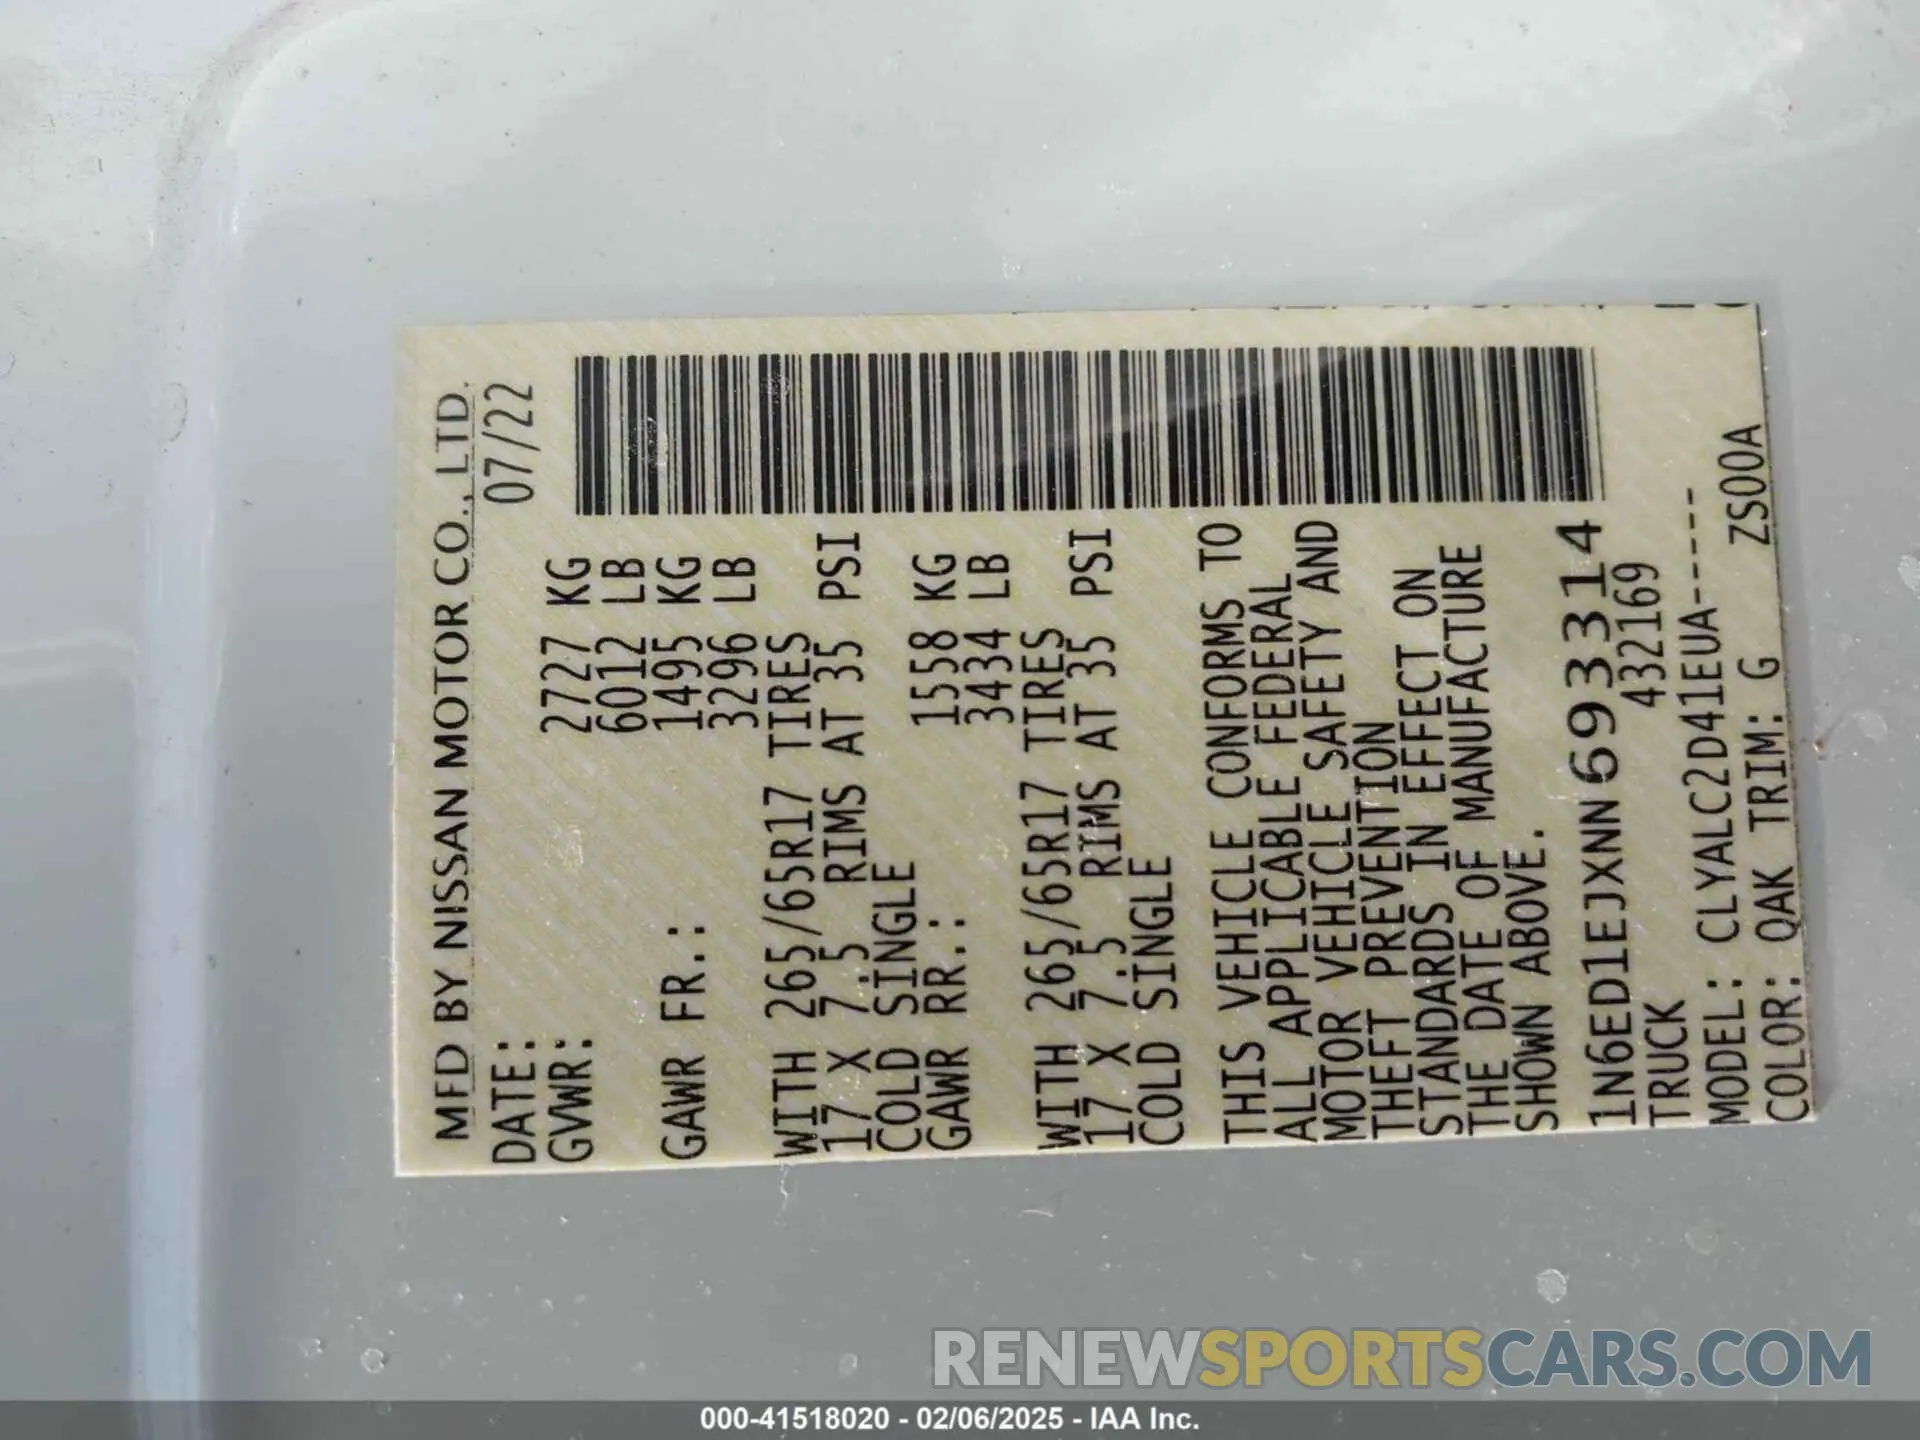 MFD BY NISSAN MOTOR CO., LTD.
DATE: 07/22
GVWR: 2727 KG
6012 LB
GAWR FR.: 1495 KG
3296 LB
WITH 265/65R17 TIRES
17 X 7.5 RIMS AT 35 PSI
COLD SINGLE
GAWR RR.: 1558 KG
3434 LB
WITH 265/65R17 TIRES
17 X 7.5 RIMS AT 35 PSI
COLD SINGLE
THIS VEHICLE CONFORMS TO
ALL APPLICABLE FEDERAL
MOTOR VEHICLE SAFETY AND
THEFT PREVENTION
STANDARDS IN EFFECT ON
THE DATE OF MANUFACTURE
SHOWN ABOVE.
1N6ED1EJXNN693314
TRUCK 432169
MODEL: CLYALC2D41EUA-----
COLOR: QAK TRIM: G ZS00A
RENEWSPORTSCARS.COM
000-41518020 - 02/06/2025 - IAA Inc.